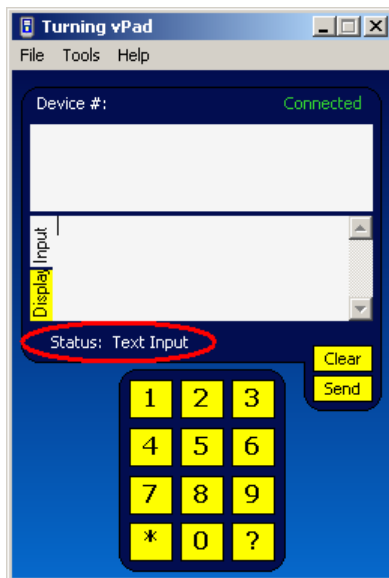 Turning vPad
File Tools Help
Device #: Connected
Input
Display
Status: Text Input
Clear
Send
1 2 3
4 5 6
7 8 9
* 0 ?